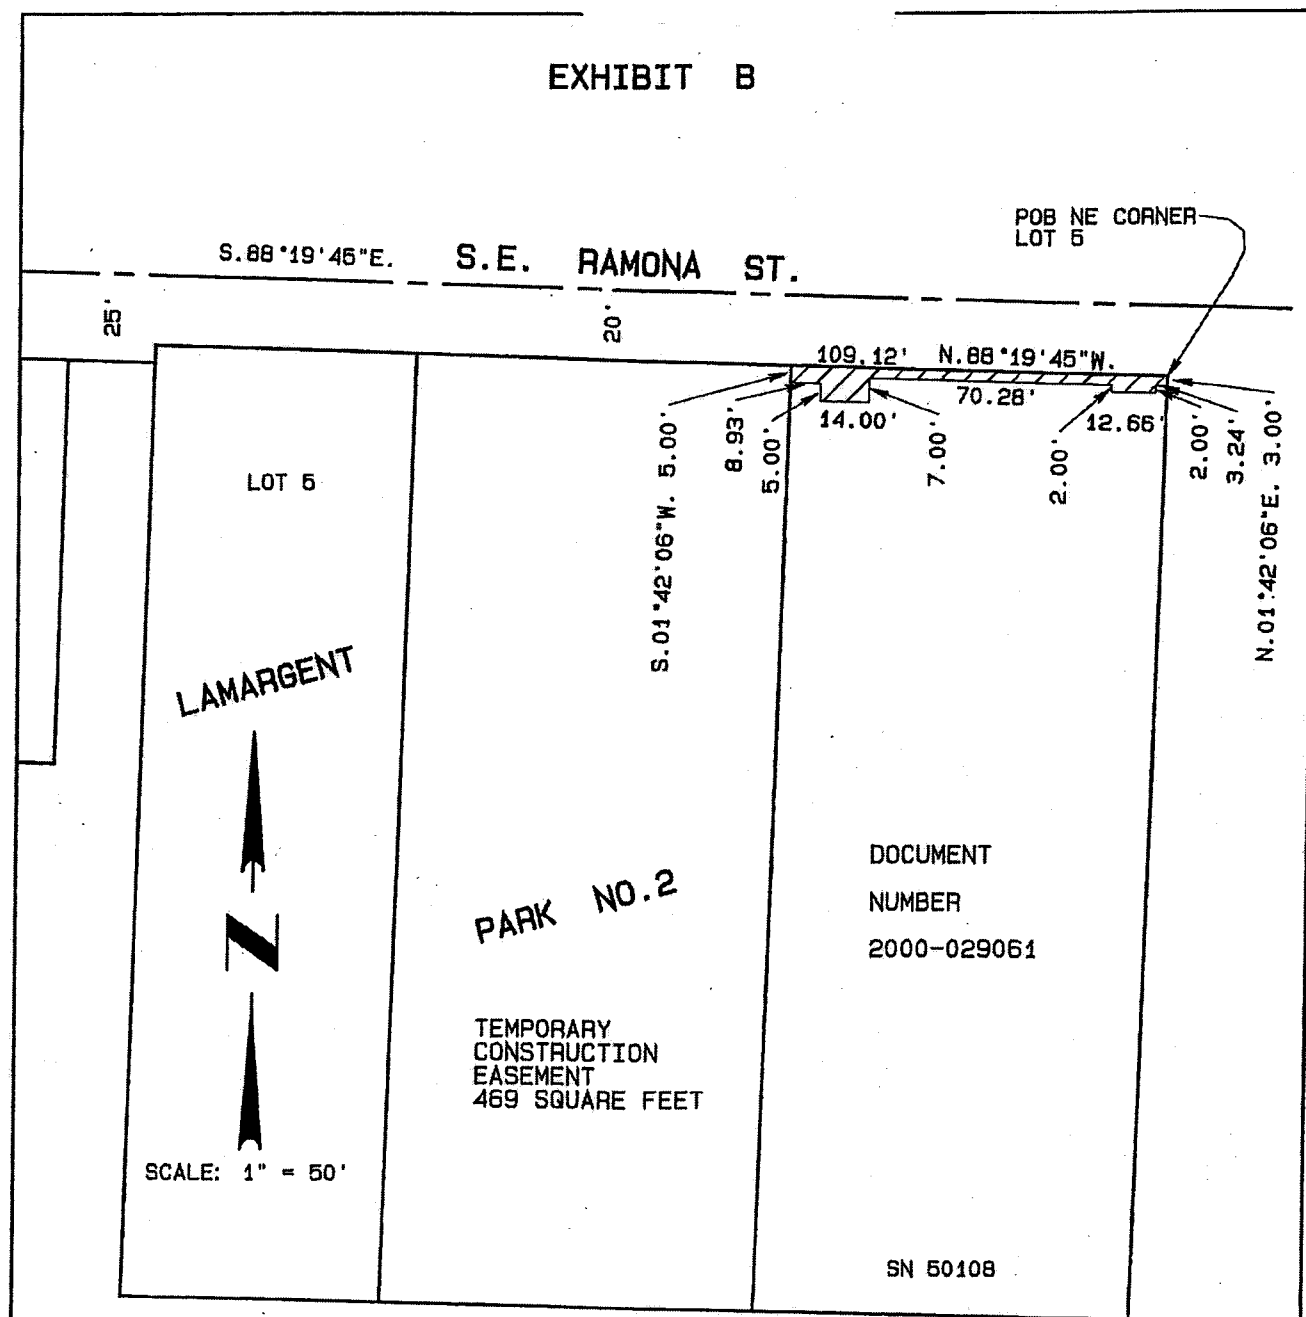 EXHIBIT B
POB NE CORNER
LOT 5
S.88°19'45"E.
S.E. RAMONA ST.
25'
20'
109.12'
N.88°19'45"W.
70.28'
14.00'
12.66'
S.01°42'06"W. 5.00'
8.93'
5.00'
7.00'
2.00'
2.00'
3.24'
N.01°42'06"E. 3.00'
LOT 5
LAMARGENT
PARK NO.2
N
DOCUMENT
NUMBER
2000-029061
TEMPORARY
CONSTRUCTION
EASEMENT
469 SQUARE FEET
SCALE: 1" = 50'
SN 50108